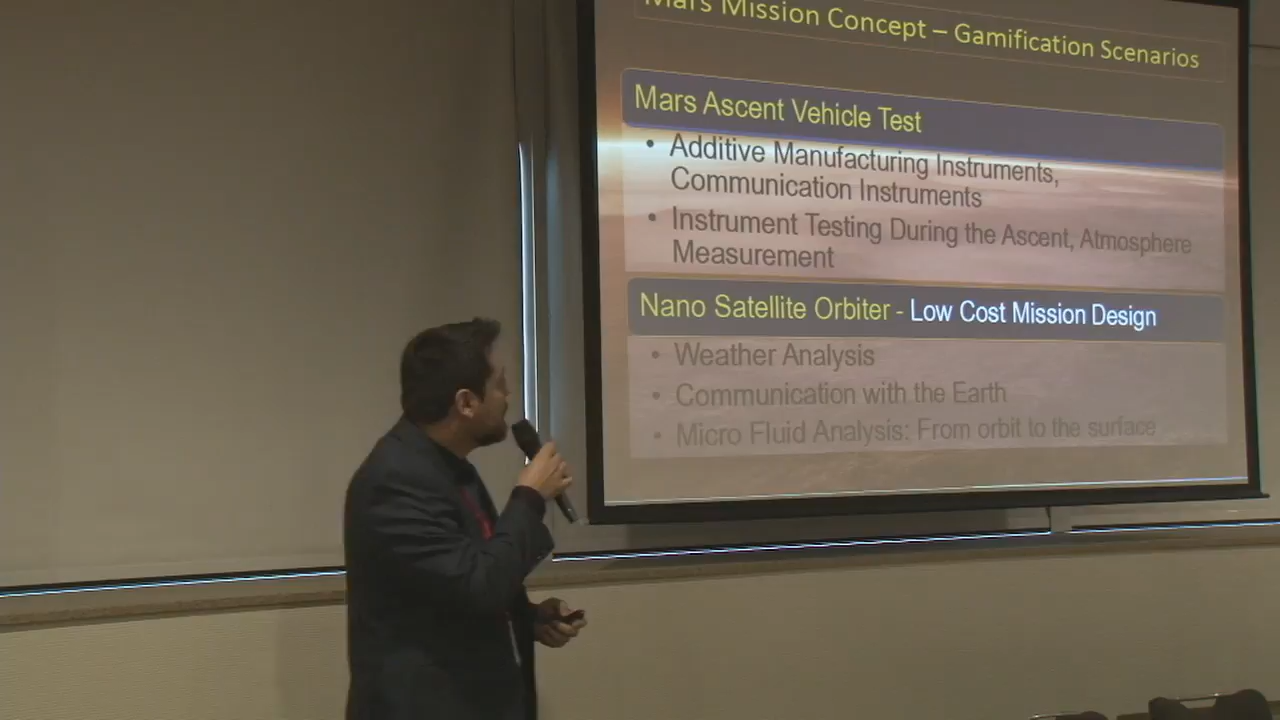 Mars Mission Concept – Gamification Scenarios
Mars Ascent Vehicle Test
• Additive Manufacturing Instruments,
Communication Instruments
• Instrument Testing During the Ascent, Atmosphere
Measurement
Nano Satellite Orbiter - Low Cost Mission Design
• Weather Analysis
• Communication with the Earth
• Micro Fluid Analysis: From orbit to the surface